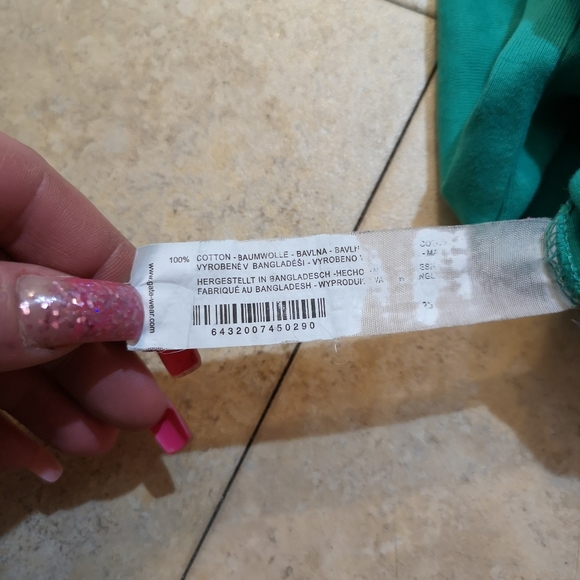 100% COTTON - BAUMWOLLE - BAVLNA - BAVLN
VYROBENÉ V BANGLADÉŠI - VYROBENO V
HERGESTELLT IN BANGLADESCH - HECHO
FABRIQUÉ AU BANGLADESH - WYPRODU
6432007450290
www.gate-wear.com